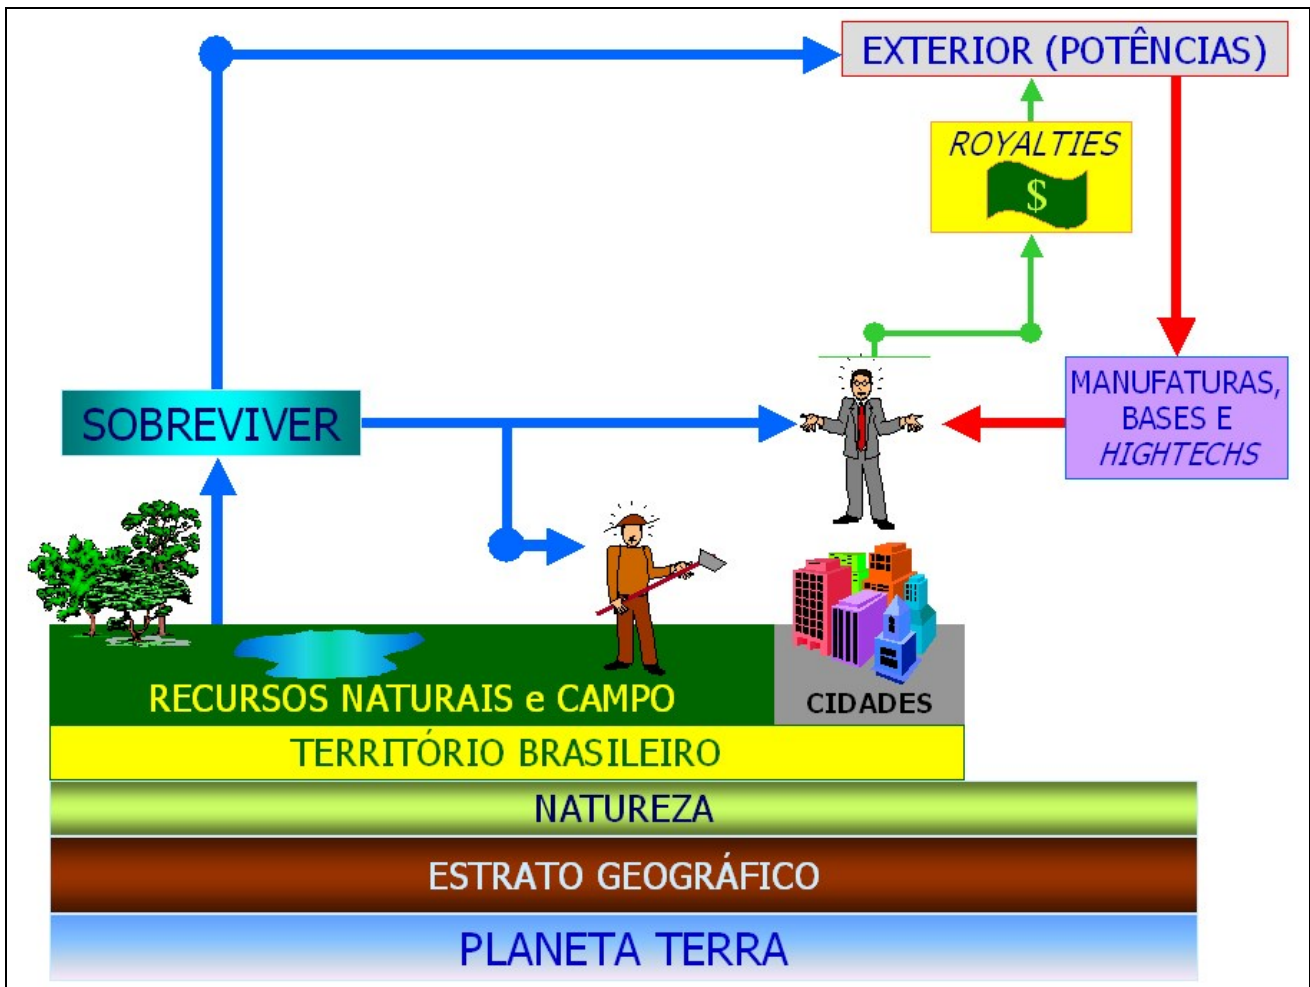 EXTERIOR (POTÊNCIAS)
ROYALTIES
$
SOBREVIVER
MANUFATURAS,
BASES E
HIGHTECHS
RECURSOS NATURAIS e CAMPO
CIDADES
TERRITÓRIO BRASILEIRO
NATUREZA
ESTRATO GEOGRÁFICO
PLANETA TERRA